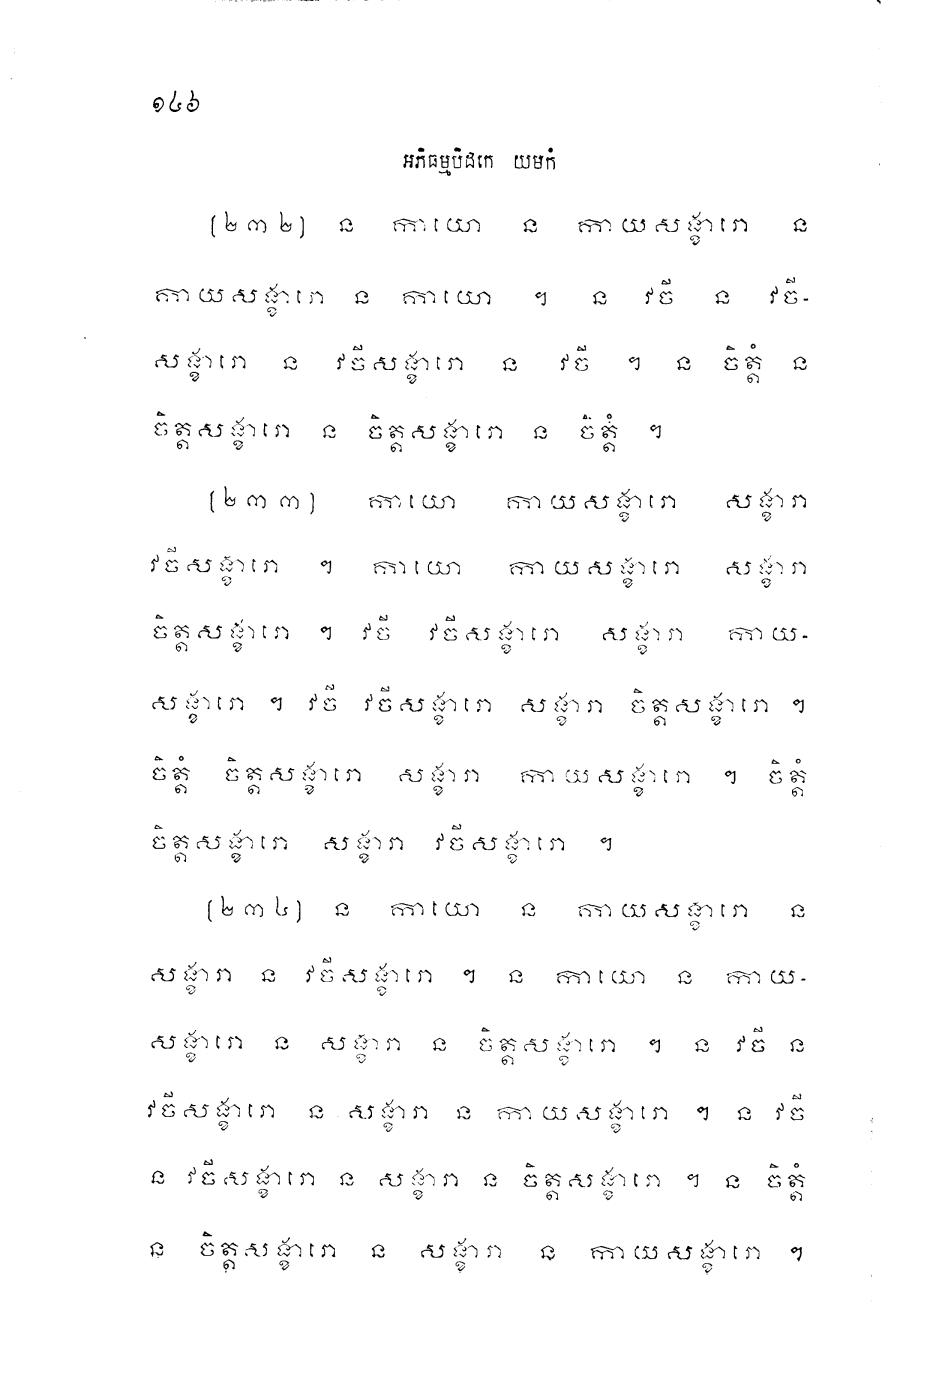 ១៤៦
អភិធម្មបិដកេ យមកំ
(២៣២) ន កាយោ ន កាយសង្ខារោ ន
កាយសង្ខារោ ន កាយោ ។ ន វចី ន វចី-
សង្ខារោ ន វចីសង្ខារោ ន វចី ។ ន ចិត្តំ ន
ចិត្តសង្ខារោ ន ចិត្តសង្ខារោ ន ចិត្តំ ។
(២៣៣) កាយោ កាយសង្ខារោ សង្ខារា
វចីសង្ខារោ ។ កាយោ កាយសង្ខារោ សង្ខារា
ចិត្តសង្ខារោ ។ វចី វចីសង្ខារោ សង្ខារា កាយ-
សង្ខារោ ។ វចី វចីសង្ខារោ សង្ខារា ចិត្តសង្ខារោ ។
ចិត្តំ ចិត្តសង្ខារោ សង្ខារា កាយសង្ខារោ ។ ចិត្តំ
ចិត្តសង្ខារោ សង្ខារា វចីសង្ខារោ ។
(២៣៤) ន កាយោ ន កាយសង្ខារោ ន
សង្ខារា ន វចីសង្ខារោ ។ ន កាយោ ន កាយ-
សង្ខារោ ន សង្ខារា ន ចិត្តសង្ខារោ ។ ន វចី ន
វចីសង្ខារោ ន សង្ខារា ន កាយសង្ខារោ ។ ន វចី
ន វចីសង្ខារោ ន សង្ខារា ន ចិត្តសង្ខារោ ។ ន ចិត្តំ
ន ចិត្តសង្ខារោ ន សង្ខារា ន កាយសង្ខារោ ។